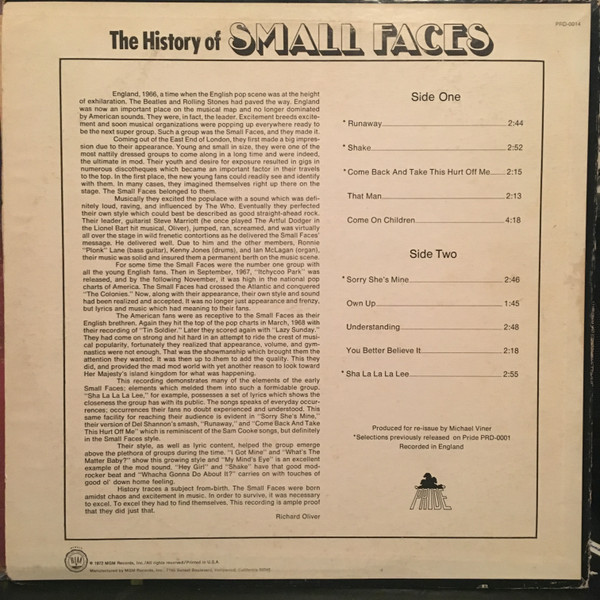 PRD-0014
The History of SMALL FACES
England, 1966, a time when the English pop scene was at the height
of exhilaration. The Beatles and Rolling Stones had paved the way. England
was now an important place on the musical map and no longer dominated
by American sounds. They were, in fact, the leader. Excitement breeds excite-
ment and soon musical organizations were popping up everywhere ready to
be the next super group. Such a group was the Small Faces, and they made it.
Coming out of the East End of London, they first made a big impres-
sion due to their appearance. Young and small in size, they were one of the
most nattily dressed groups to come along in a long time and were indeed,
the ultimate in mod. Their youth and desire for exposure resulted in gigs in
numerous discotheques which became an important factor in their travels
to the top. In the first place, the new young fans could readily see and identify
with them. In many cases, they imagined themselves right up there on the
stage. The Small Faces belonged to them.
Musically they excited the populace with a sound which was defi-
nitely loud, raving, and influenced by The Who. Eventually they perfected
their own style which could best be described as good straight-ahead rock.
Their leader, guitarist Steve Marriott (he once played The Artful Dodger in
the Lionel Bart hit musical, Oliver), jumped, ran, screamed, and was virtually
all over the stage in wild frenetic contortions as he delivered the Small Faces'
message. He delivered well. Due to him and the other members, Ronnie
"Plonk" Lane (bass guitar), Kenny Jones (drums), and Ian McLagan (organ),
their music was solid and insured them a permanent berth on the music scene.
For some time the Small Faces were the number one group with
all the young English fans. Then in September, 1967, "Itchycoo Park" was
released, and by the following November, it was high in the national pop
charts of America. The Small Faces had crossed the Atlantic and conquered
"The Colonies." Now, along with their appearance, their own style and sound
had been realized and accepted. It was no longer just appearance and frenzy,
but lyrics and music which had meaning to their fans.
The American fans were as receptive to the Small Faces as their
English brethren. Again they hit the top of the pop charts in March, 1968 with
their recording of "Tin Soldier." Later they scored again with "Lazy Sunday."
They had come on strong and hit hard in an attempt to ride the crest of musi-
cal popularity, fortunately they realized that appearance, volume, and gym-
nastics were not enough. That was the showmanship which brought them the
attention they wanted. It was then up to them to add the quality. This they
did, and provided the mad mod world with yet another reason to look toward
Her Majesty's island kingdom for what was happening.
This recording demonstrates many of the elements of the early
Small Faces; elements which melded them into such a formidable group.
"Sha La La La Lee," for example, possesses a set of lyrics which shows the
closeness the group has with its public. The songs speaks of everyday occur-
rences; occurrences their fans no doubt experienced and understood. This
same facility for reaching their audience is evident in "Sorry She's Mine,"
their version of Del Shannon's smash, "Runaway," and "Come Back And Take
This Hurt Off Me" which is reminiscent of the Sam Cooke songs, but definitely
in the Small Faces style.
Their style, as well as lyric content, helped the group emerge
above the plethora of groups during the time. "I Got Mine" and "What's The
Matter Baby?" show this growing style and "My Mind's Eye" is an excellent
example of the mod sound. "Hey Girl" and "Shake" have that good mod-
rocker beat and "Whachs Gonna Do About It?" carries on with touches of
good ol' down home feeling.
History traces a subject from birth. The Small Faces were born
amidst chaos and excitement in music. In order to survive, it was necessary
to excel. To excel they had to find themselves. This recording is ample proof
that they did just that.
Richard Oliver
Side One
*Runaway 2:44
*Shake 2:52
*Come Back And Take This Hurt Off Me 2:15
That Man 2:13
Come On Children 4:18
Side Two
*Sorry She's Mine 2:46
Own Up 1:45
Understanding 2:48
You Better Believe It 2:18
*Sha La La La Lee 2:55
Produced for re-issue by Michael Viner
*Selections previously released on Pride PRD-0001
Recorded in England
PRIDE
MGM
℗ 1972 MGM Records, Inc./All rights reserved/Printed in U.S.A.
Manufactured by MGM Records, Inc., 7165 Sunset Boulevard, Hollywood, California 90046